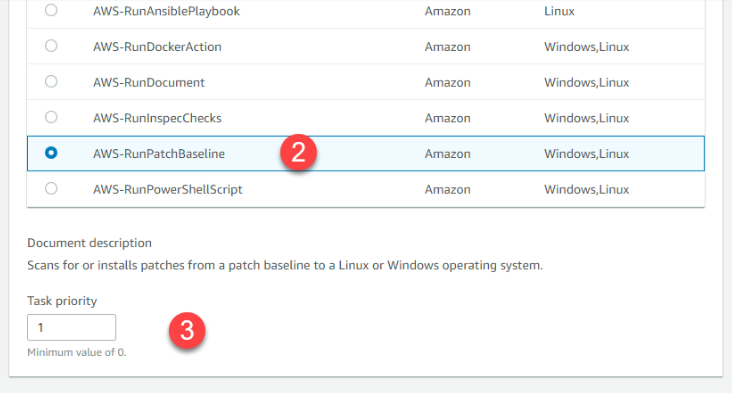 AWS-RunAnsiblePlaybook Amazon Linux
AWS-RunDockerAction Amazon Windows,Linux
AWS-RunDocument Amazon Windows,Linux
AWS-RunInspecChecks Amazon Windows,Linux
AWS-RunPatchBaseline 2 Amazon Windows,Linux
AWS-RunPowerShellScript Amazon Windows,Linux
Document description
Scans for or installs patches from a patch baseline to a Linux or Windows operating system.
Task priority
1 3
Minimum value of 0.